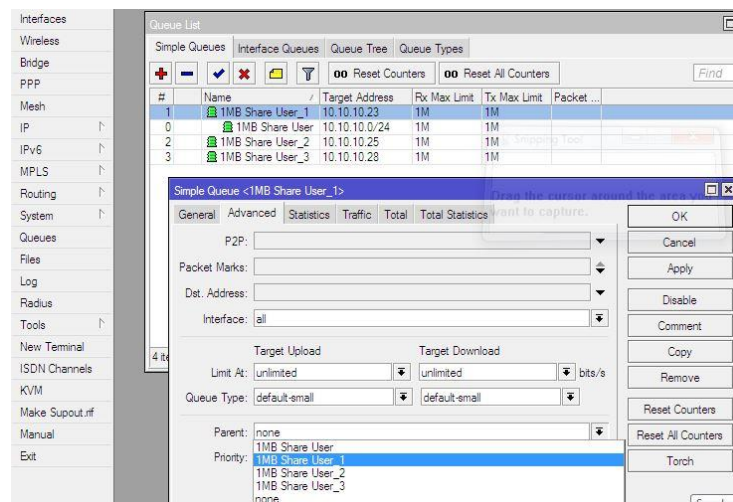 Interfaces
Wireless
Bridge
PPP
Mesh
IP
IPv6
MPLS
Routing
System
Queues
Files
Log
Radius
Tools
New Terminal
ISDN Channels
KVM
Make Supout.rif
Manual
Exit
Queue List
Simple Queues Interface Queues Queue Tree Queue Types
00 Reset Counters 00 Reset All Counters Find
# Name / Target Address Rx Max Limit Tx Max Limit Packet ...
1 1MB Share User_1 10.10.10.23 1M 1M
0 1MB Share User 10.10.10.0/24 1M 1M
2 1MB Share User_2 10.10.10.25 1M 1M
3 1MB Share User_3 10.10.10.28 1M 1M
Snipping Tool
Drag the cursor around the area you
want to capture.
4 ite
Simple Queue <1MB Share User_1>
General Advanced Statistics Traffic Total Total Statistics
P2P:
Packet Marks:
Dst. Address:
Interface: all
Target Upload Target Download
Limit At: unlimited unlimited bits/s
Queue Type: default-small default-small
Parent: none
Priority:
1MB Share User
1MB Share User_1
1MB Share User_2
1MB Share User_3
none
OK
Cancel
Apply
Disable
Comment
Copy
Remove
Reset Counters
Reset All Counters
Torch